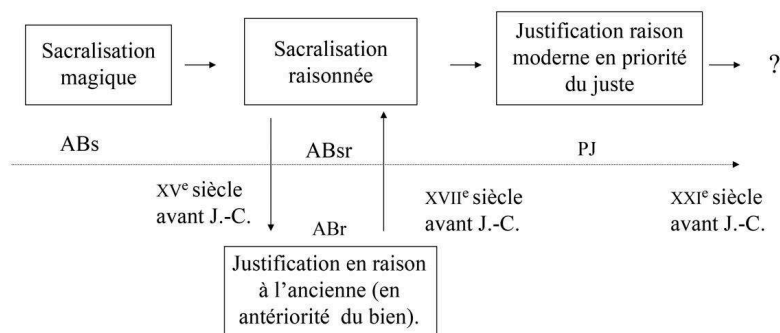 Sacralisation
magique
Sacralisation
raisonnée
Justification raison
moderne en priorité
du juste
?
ABs
ABsr
PJ
XVe siècle
avant J.-C.
XVIIe siècle
avant J.-C.
XXIe siècle
avant J.-C.
ABr
Justification en raison
à l’ancienne (en
antériorité du bien).